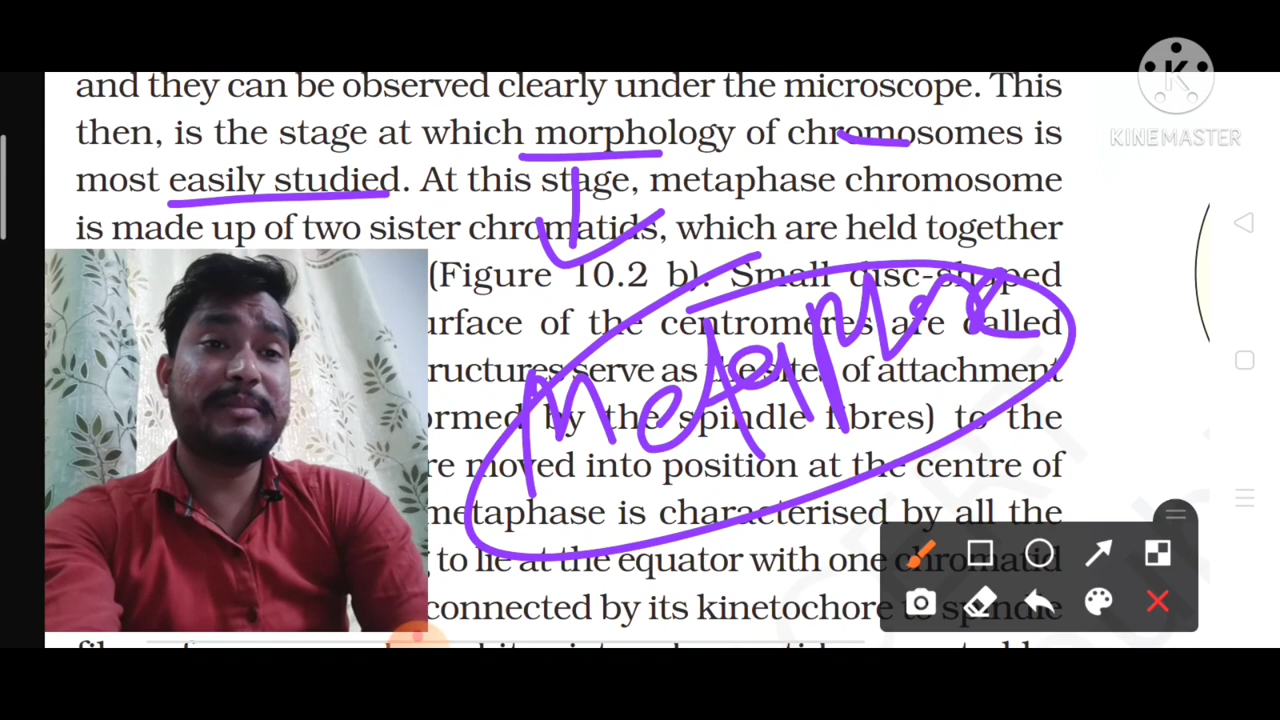 and they can be observed clearly under the microscope. This
then, is the stage at which morphology of chromosomes is
most easily studied. At this stage, metaphase chromosome
is made up of two sister chromatids, which are held together
(Figure 10.2 b). Small disc-shaped
urface of the centromeres are called
ructures serve as the sites of attachment
ormed by the spindle fibres) to the
re moved into position at the centre of
metaphase is characterised by all the
to lie at the equator with one chromatid
connected by its kinetochore to spindle
Metaphase
KINEMASTER